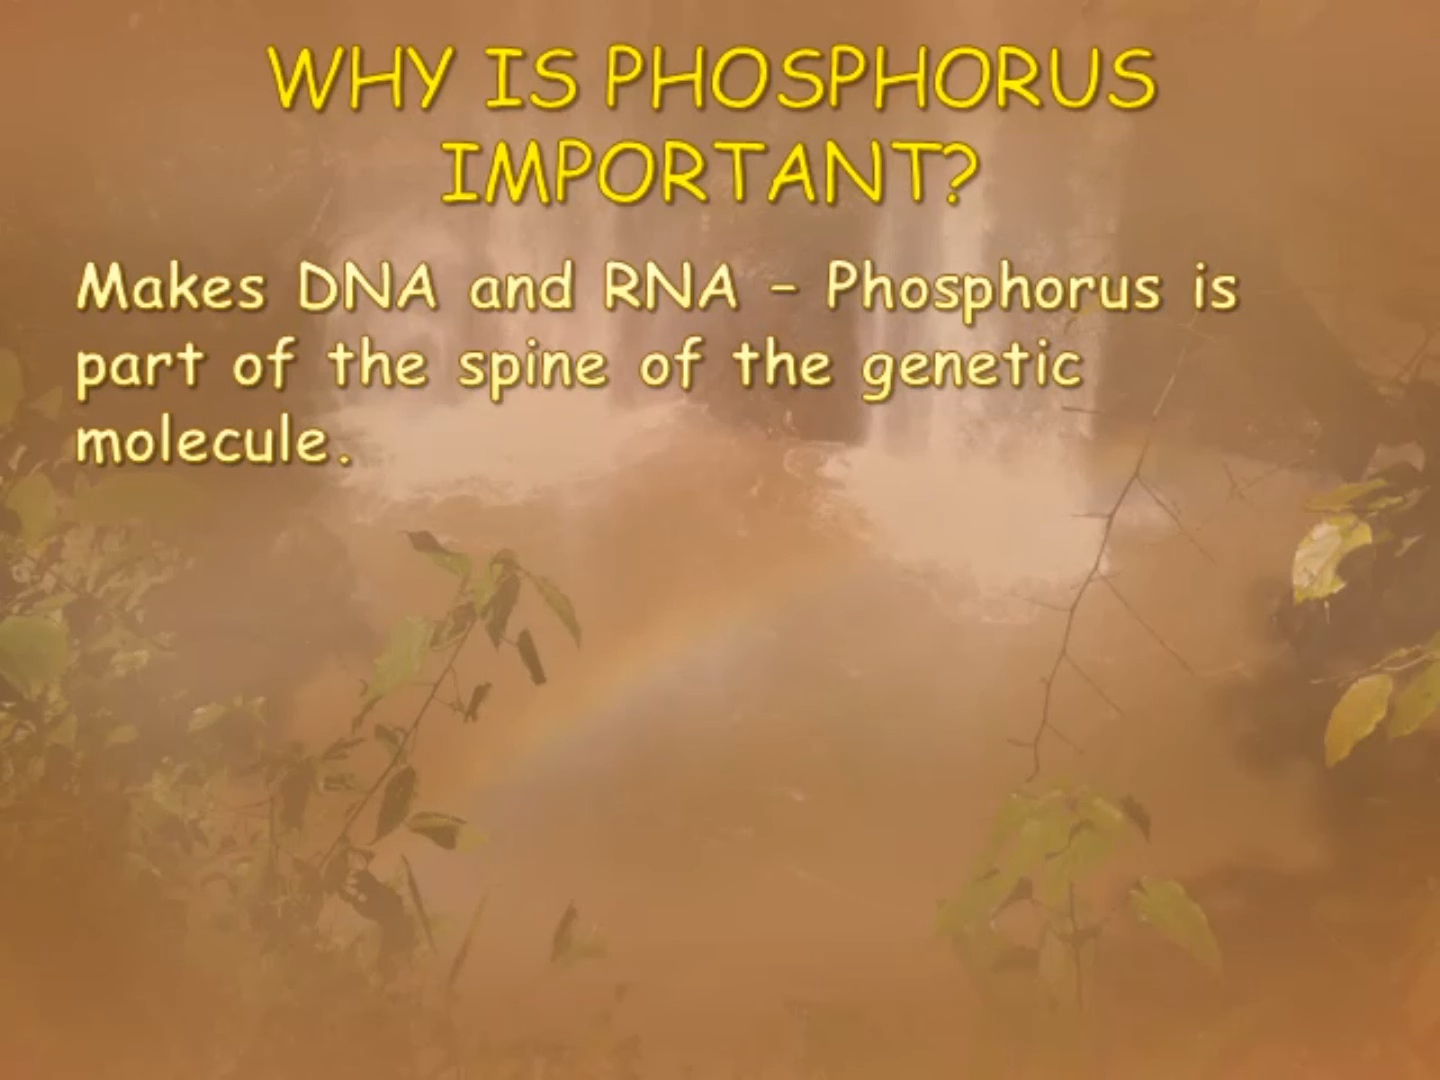 WHY IS PHOSPHORUS
IMPORTANT?
Makes DNA and RNA – Phosphorus is
part of the spine of the genetic
molecule.